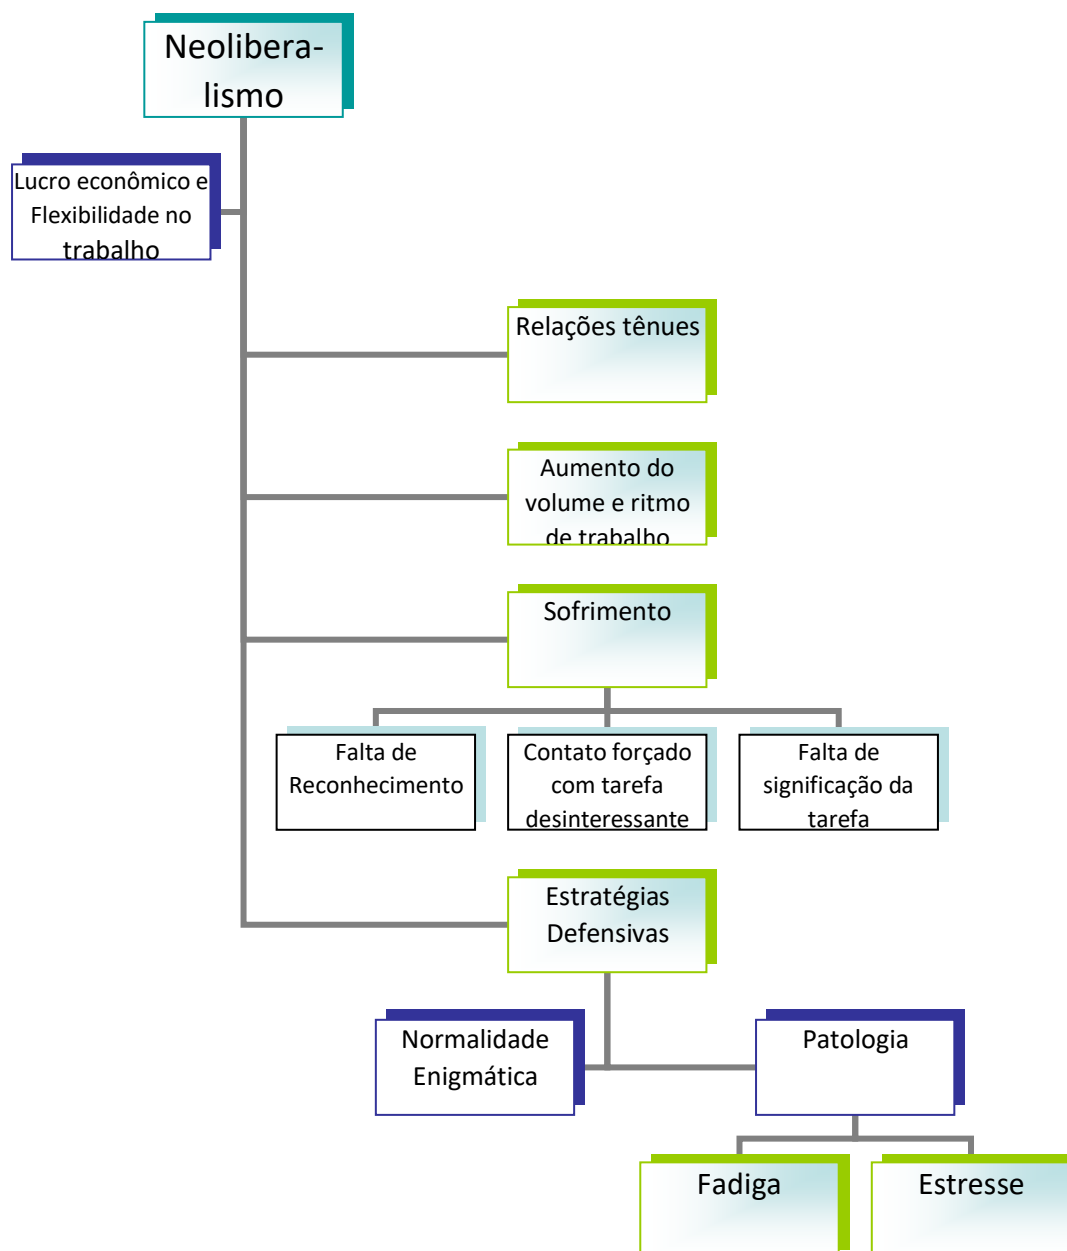 Neolibera-
lismo
Lucro econômico e
Flexibilidade no
trabalho
Relações tênues
Aumento do
volume e ritmo
de trabalho
Sofrimento
Falta de
Reconhecimento
Contato forçado
com tarefa
desinteressante
Falta de
significação da
tarefa
Estratégias
Defensivas
Normalidade
Enigmática
Patologia
Fadiga
Estresse